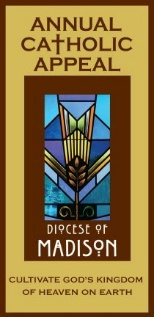 ANNUAL
CATHOLIC
APPEAL
DIOCESE OF
MADISON
CULTIVATE GOD'S KINGDOM
OF HEAVEN ON EARTH